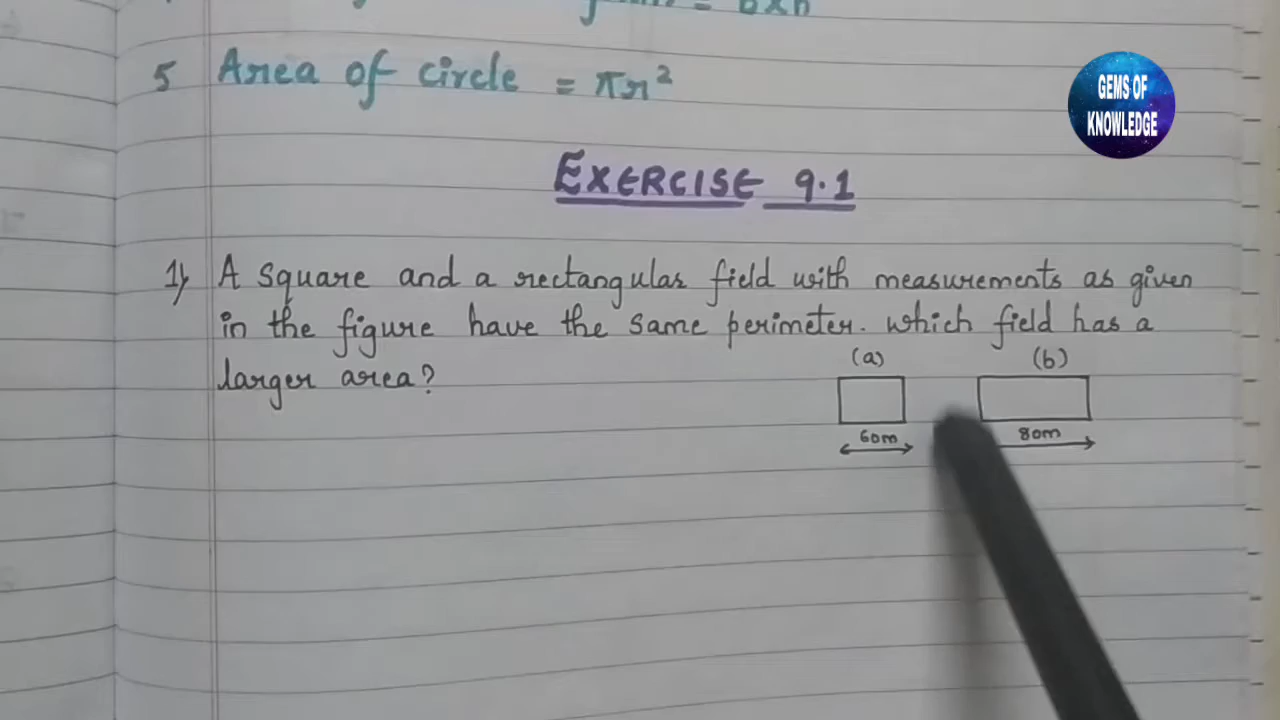 = b x h
5 Area of circle = πr²
GEMS OF
KNOWLEDGE
EXERCISE 9.1
1) A square and a rectangular field with measurements as given
in the figure have the same perimeter. Which field has a
larger area?
(a) (b)
60m 80m